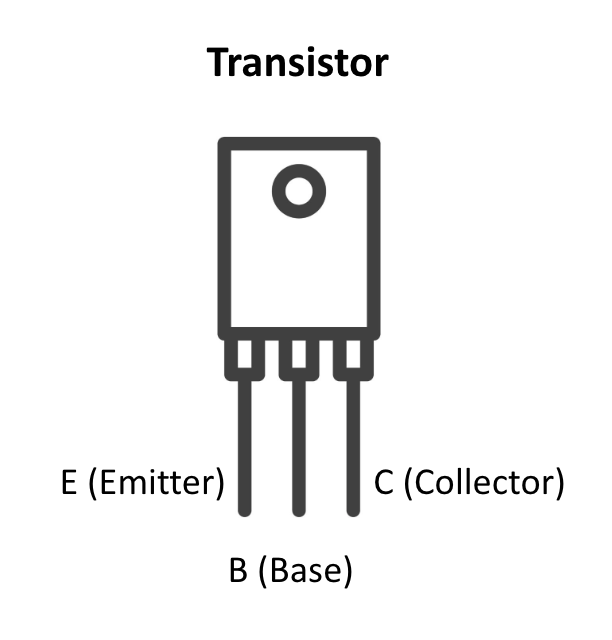 Transistor
E (Emitter)
C (Collector)
B (Base)